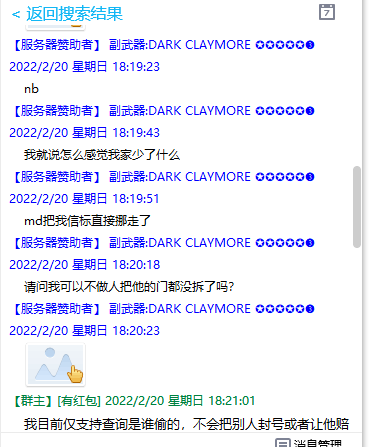 < 返回搜索结果
7
【服务器赞助者】 副武器:DARK CLAYMORE ✪✪✪✪✪➎
2022/2/20 星期日 18:19:23
nb
【服务器赞助者】 副武器:DARK CLAYMORE ✪✪✪✪✪➎
2022/2/20 星期日 18:19:43
我就说怎么感觉我家少了什么
【服务器赞助者】 副武器:DARK CLAYMORE ✪✪✪✪✪➎
2022/2/20 星期日 18:19:51
md把我信标直接挪走了
【服务器赞助者】 副武器:DARK CLAYMORE ✪✪✪✪✪➎
2022/2/20 星期日 18:20:18
请问我可以不做人把他的门都没拆了吗?
【服务器赞助者】 副武器:DARK CLAYMORE ✪✪✪✪✪➎
2022/2/20 星期日 18:20:23
【群主】[有红包] 2022/2/20 星期日 18:21:01
我目前仅支持查询是谁偷的，不会把别人封号或者让他赔
消息管理